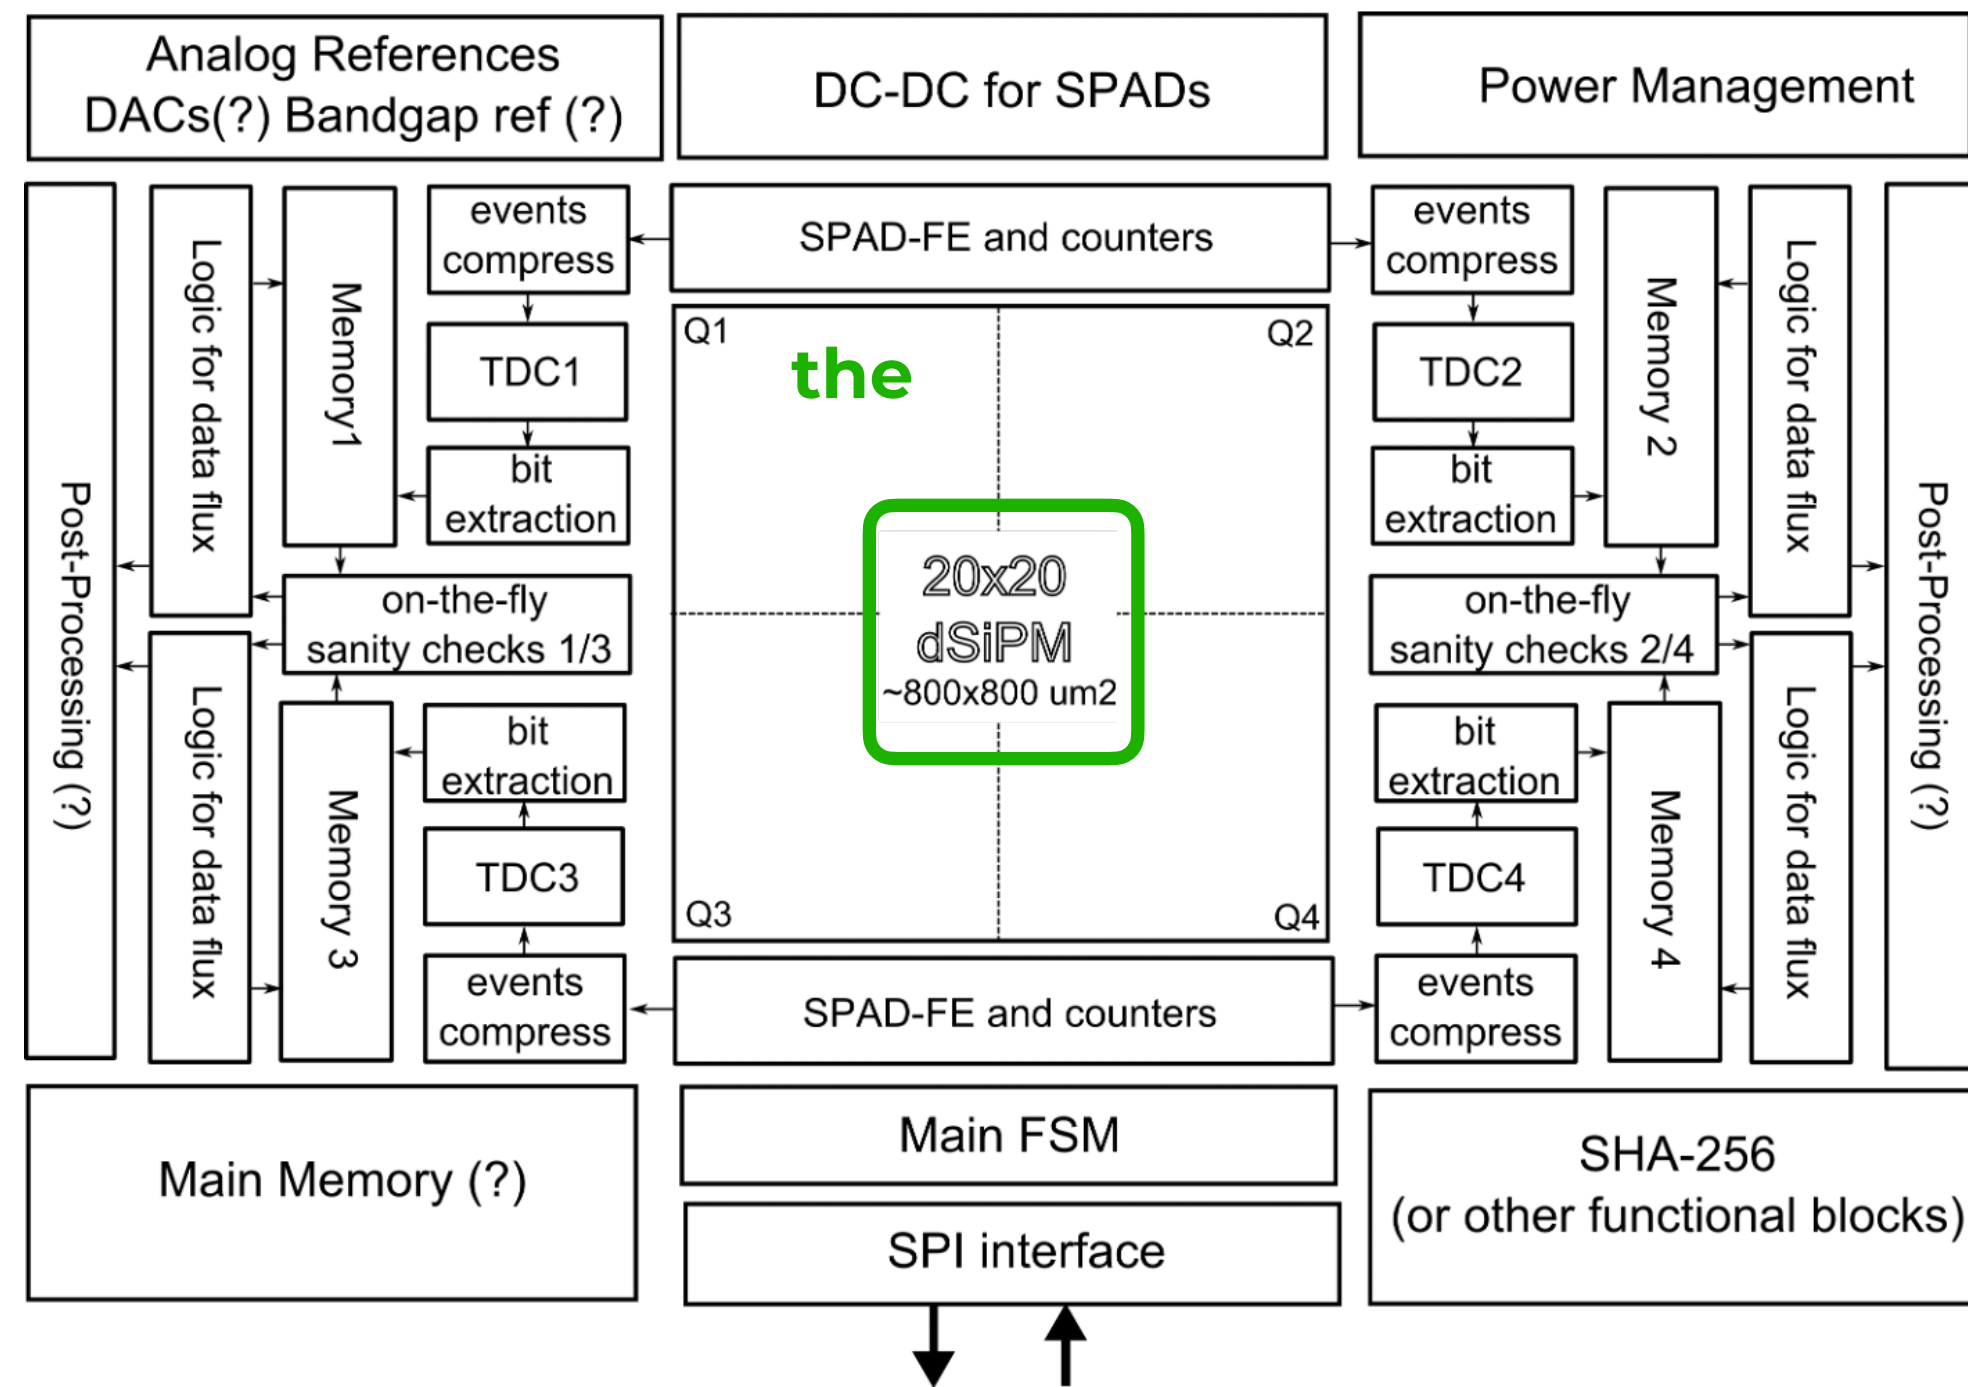 Analog References
DACs(?) Bandgap ref (?)
DC-DC for SPADs
Power Management
Post-Processing (?)
Logic for data flux
Memory1
events
compress
TDC1
bit
extraction
on-the-fly
sanity checks 1/3
Logic for data flux
Memory 3
bit
extraction
TDC3
events
compress
SPAD-FE and counters
Q1
the
Q2
20x20
dSiPM
~800x800 um2
Q3
Q4
SPAD-FE and counters
events
compress
TDC2
bit
extraction
Memory 2
Logic for data flux
on-the-fly
sanity checks 2/4
bit
extraction
TDC4
events
compress
Memory 4
Logic for data flux
Post-Processing (?)
Main Memory (?)
Main FSM
SPI interface
SHA-256
(or other functional blocks)